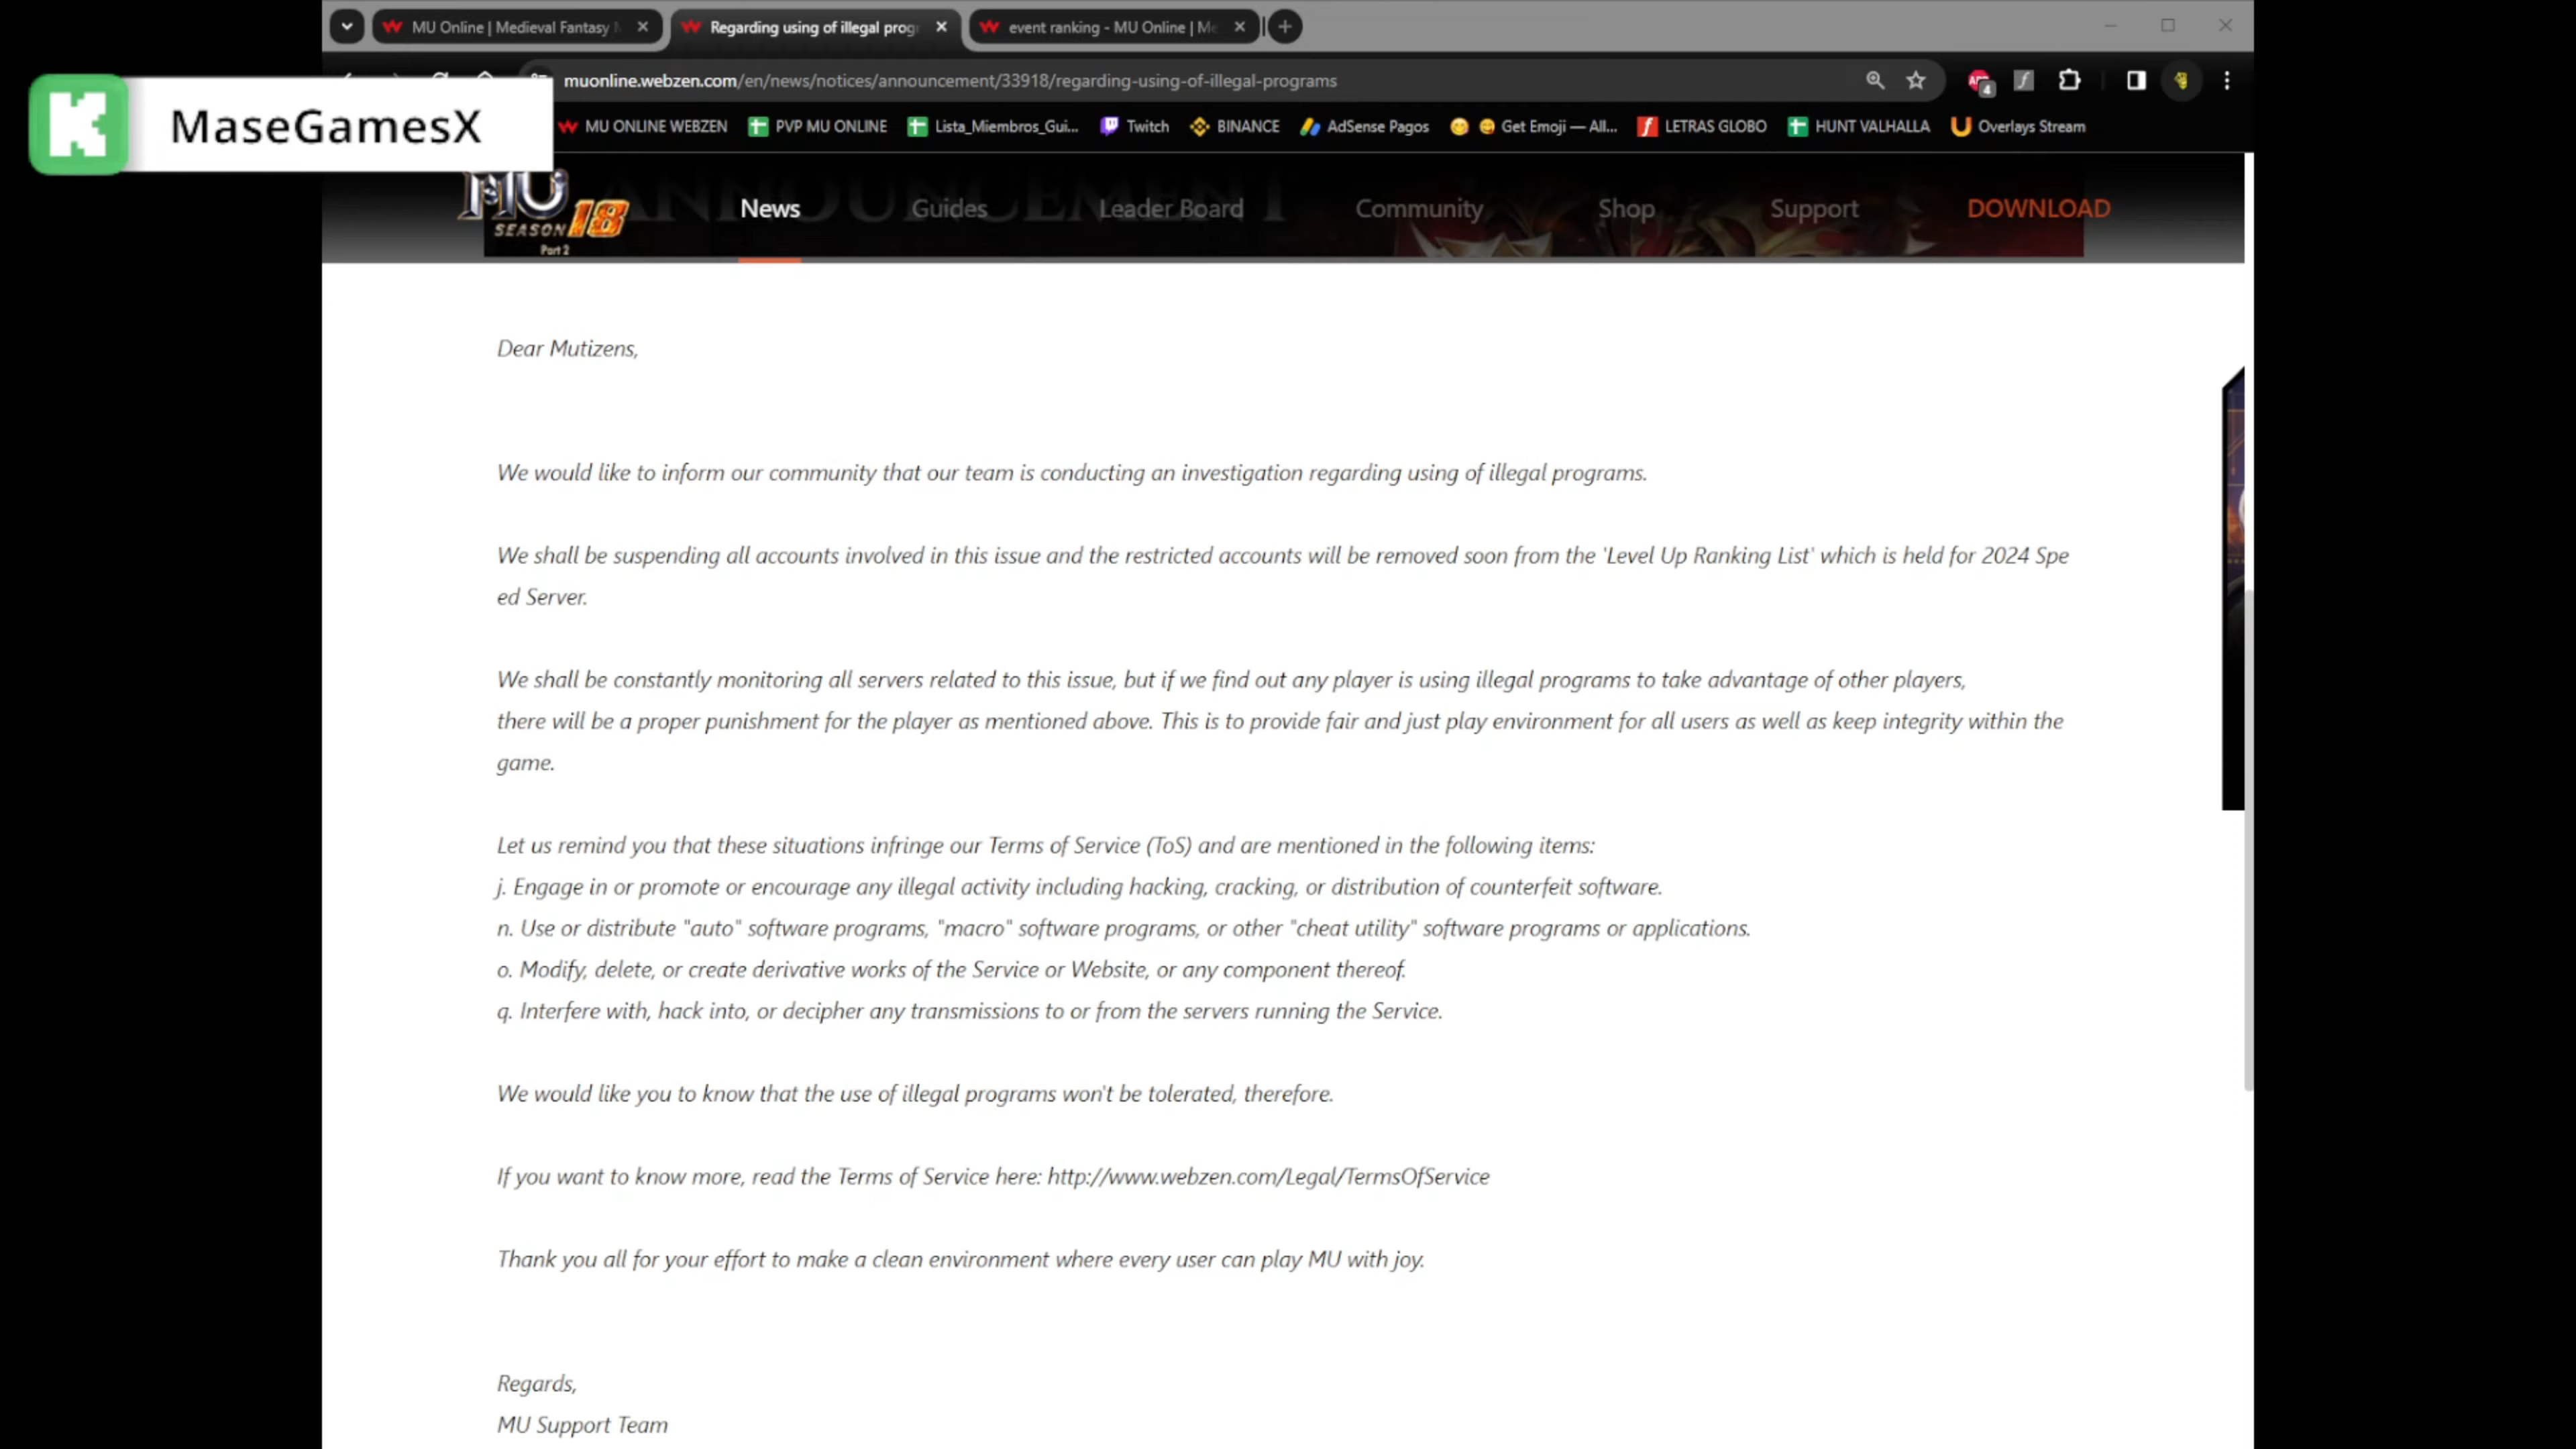 MU Online | Medieval Fantasy
Regarding using of illegal prog
event ranking - MU Online | Me
muonline.webzen.com/en/news/notices/announcement/33918/regarding-using-of-illegal-programs
4
MaseGamesX
MU ONLINE WEBZEN
PVP MU ONLINE
Lista_Miembros_Gui...
Twitch
BINANCE
AdSense Pagos
Get Emoji — All...
LETRAS GLOBO
HUNT VALHALLA
Overlays Stream
MU
SEASON 18
Part 2
ANNOUNCEMENT
News
Guides
Leader Board
Community
Shop
Support
DOWNLOAD
Dear Mutizens,
We would like to inform our community that our team is conducting an investigation regarding using of illegal programs.
We shall be suspending all accounts involved in this issue and the restricted accounts will be removed soon from the 'Level Up Ranking List' which is held for 2024 Spe
ed Server.
We shall be constantly monitoring all servers related to this issue, but if we find out any player is using illegal programs to take advantage of other players,
there will be a proper punishment for the player as mentioned above. This is to provide fair and just play environment for all users as well as keep integrity within the
game.
Let us remind you that these situations infringe our Terms of Service (ToS) and are mentioned in the following items:
j. Engage in or promote or encourage any illegal activity including hacking, cracking, or distribution of counterfeit software.
n. Use or distribute "auto" software programs, "macro" software programs, or other "cheat utility" software programs or applications.
o. Modify, delete, or create derivative works of the Service or Website, or any component thereof.
q. Interfere with, hack into, or decipher any transmissions to or from the servers running the Service.
We would like you to know that the use of illegal programs won't be tolerated, therefore.
If you want to know more, read the Terms of Service here: http://www.webzen.com/Legal/TermsOfService
Thank you all for your effort to make a clean environment where every user can play MU with joy.
Regards,
MU Support Team